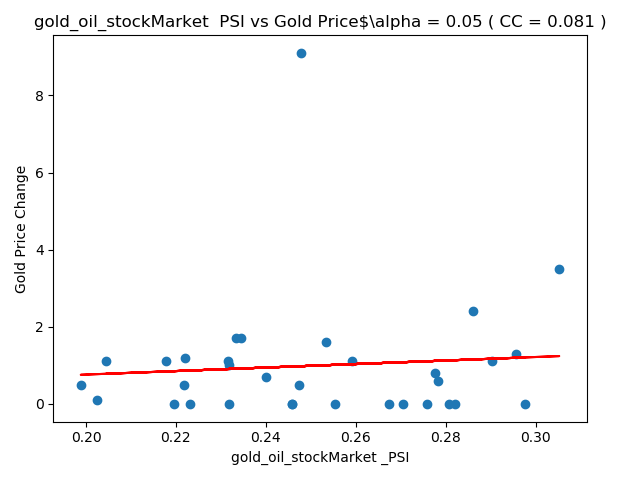 gold_oil_stockMarket  PSI vs Gold Price$\alpha = 0.05 ( CC = 0.081 )
8
6
4
2
0
Gold Price Change
0.20 0.22 0.24 0.26 0.28 0.30
gold_oil_stockMarket _PSI